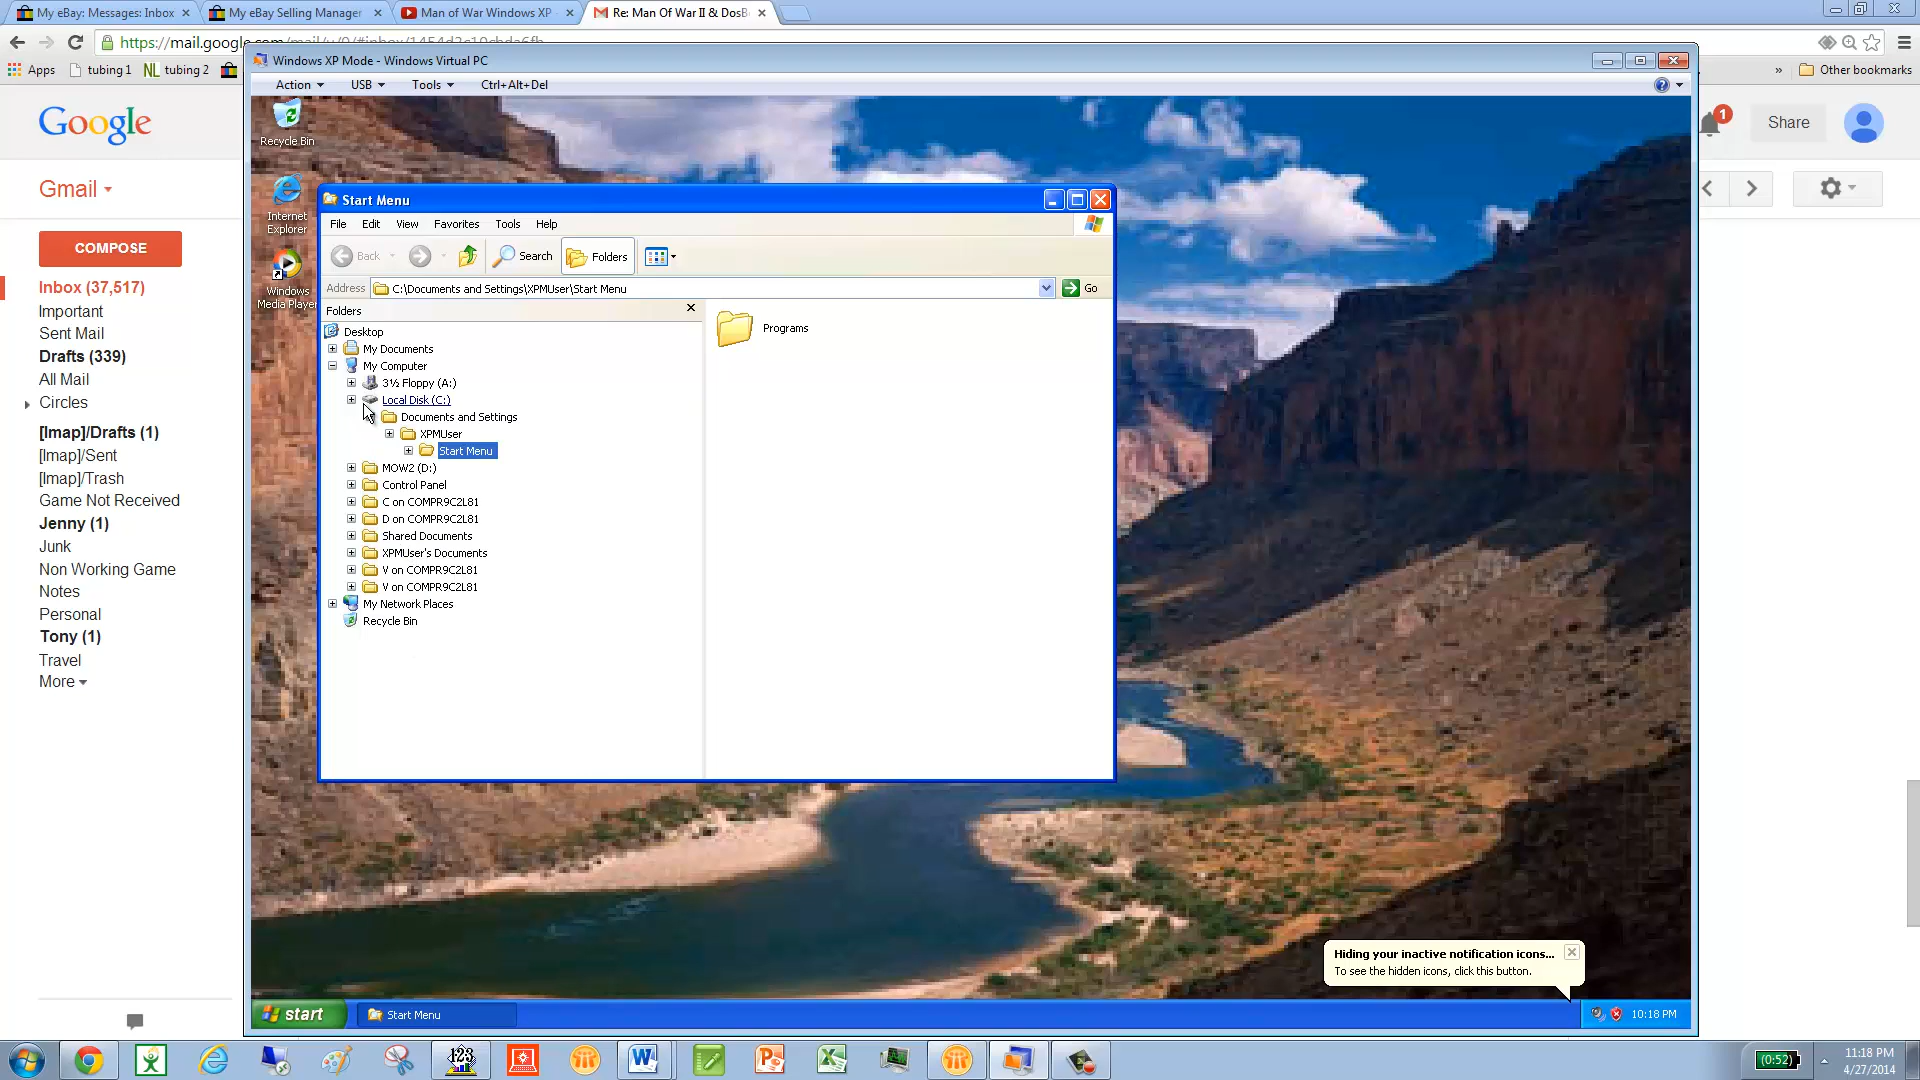 My eBay: Messages: Inbox
My eBay Selling Manager
Man of War Windows XP
Re: Man Of War II & DosB
Apps
tubing 1
NL tubing 2
»
Other bookmarks
Google
1
Share
Gmail
COMPOSE
Inbox (37,517)
Important
Sent Mail
Drafts (339)
All Mail
Circles
[Imap]/Drafts (1)
[Imap]/Sent
[Imap]/Trash
Game Not Received
Jenny (1)
Junk
Non Working Game
Notes
Personal
Tony (1)
Travel
More
Windows XP Mode - Windows Virtual PC
Action
USB
Tools
Ctrl+Alt+Del
Recycle Bin
Internet
Explorer
Windows
Media Player
Start Menu
File
Edit
View
Favorites
Tools
Help
Back
Search
Folders
Address
C:\Documents and Settings\XPMUser\Start Menu
Go
Folders
Desktop
My Documents
My Computer
3½ Floppy (A:)
Local Disk (C:)
Documents and Settings
XPMUser
Start Menu
MOW2 (D:)
Control Panel
C on COMPR9C2L81
D on COMPR9C2L81
Shared Documents
XPMUser's Documents
V on COMPR9C2L81
V on COMPR9C2L81
My Network Places
Recycle Bin
Programs
Hiding your inactive notification icons...
To see the hidden icons, click this button.
start
Start Menu
10:18 PM
123
(0:52)
11:18 PM
4/27/2014